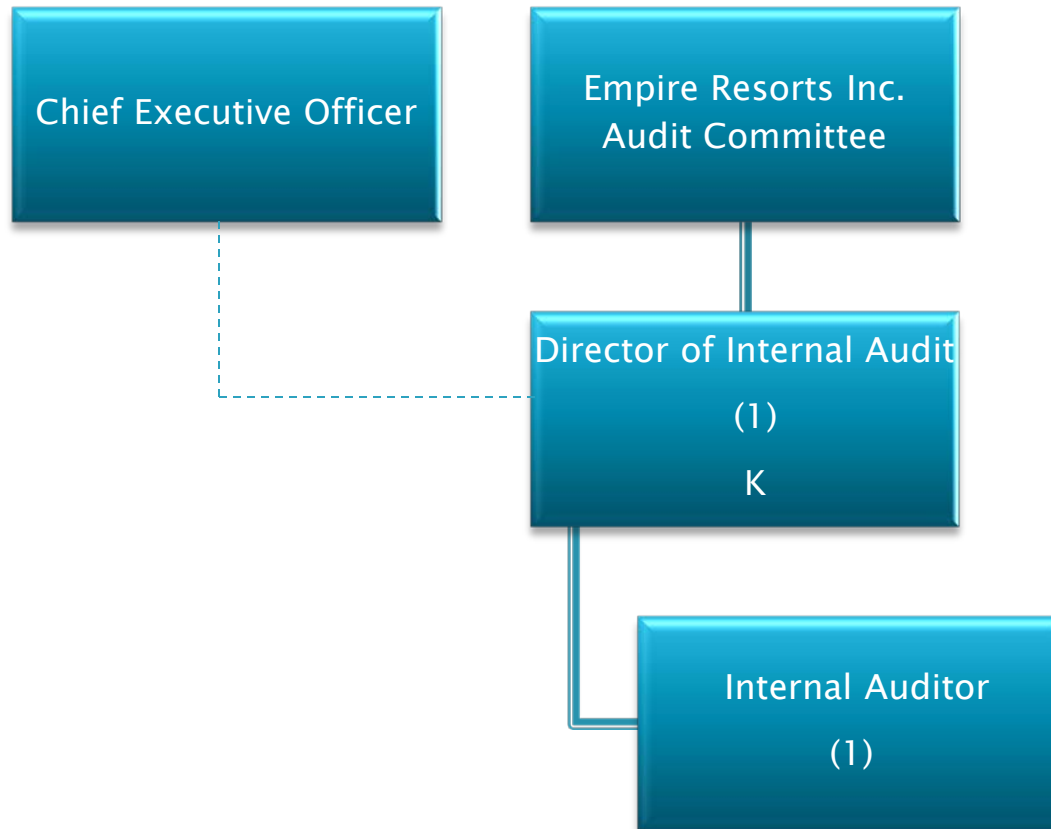 Chief Executive Officer
Empire Resorts Inc.
Audit Committee
Director of Internal Audit
(1)
K
Internal Auditor
(1)